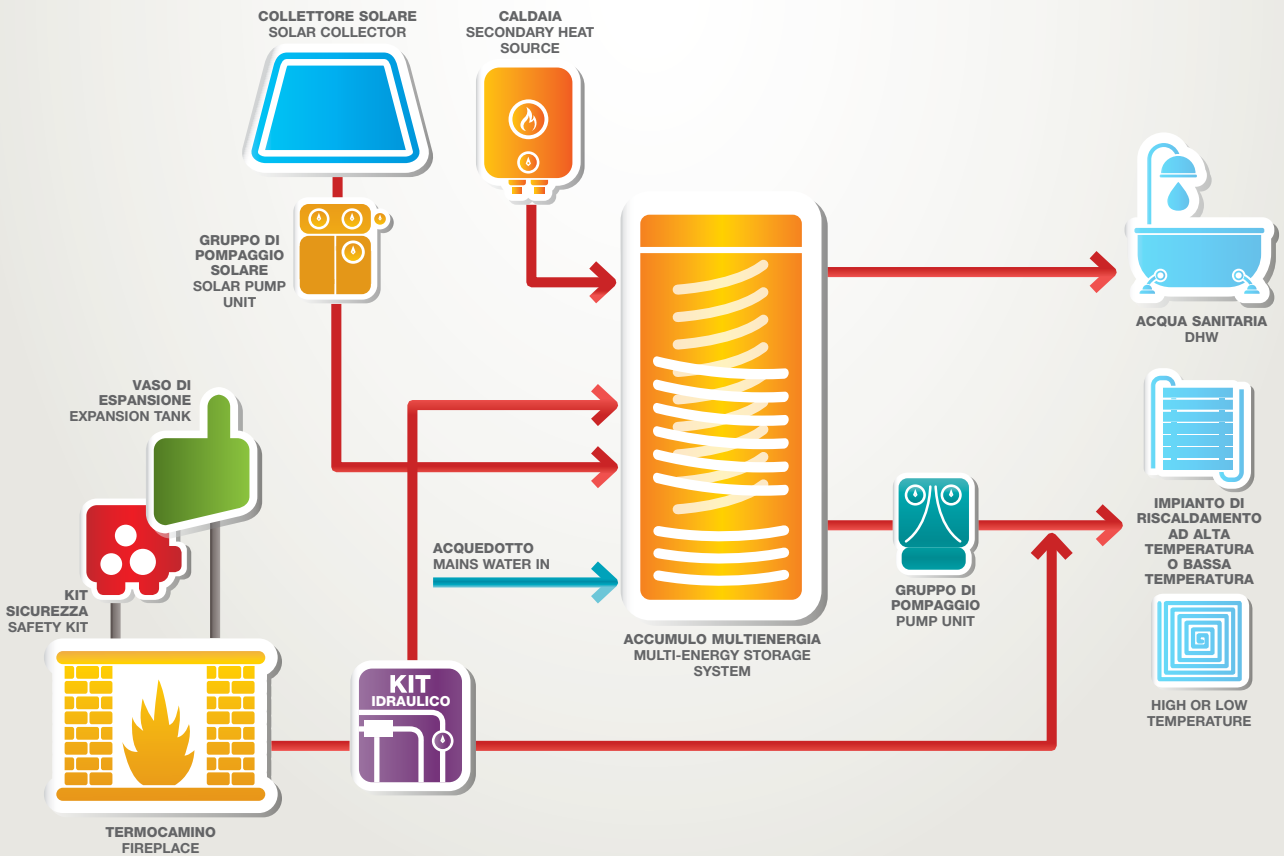 COLLETTORE SOLARE
SOLAR COLLECTOR
CALDAIA
SECONDARY HEAT
SOURCE
GRUPPO DI
POMPAGGIO
SOLARE
SOLAR PUMP
UNIT
ACQUA SANITARIA
DHW
VASO DI
ESPANSIONE
EXPANSION TANK
KIT
SICUREZZA
SAFETY KIT
ACQUEDOTTO
MAINS WATER IN
IMPIANTO DI
RISCALDAMENTO
AD ALTA
TEMPERATURA
O BASSA
TEMPERATURA
GRUPPO DI
POMPAGGIO
PUMP UNIT
ACCUMULO MULTIENERGIA
MULTI-ENERGY STORAGE
SYSTEM
KIT
IDRAULICO
HIGH OR LOW
TEMPERATURE
TERMOCAMINO
FIREPLACE